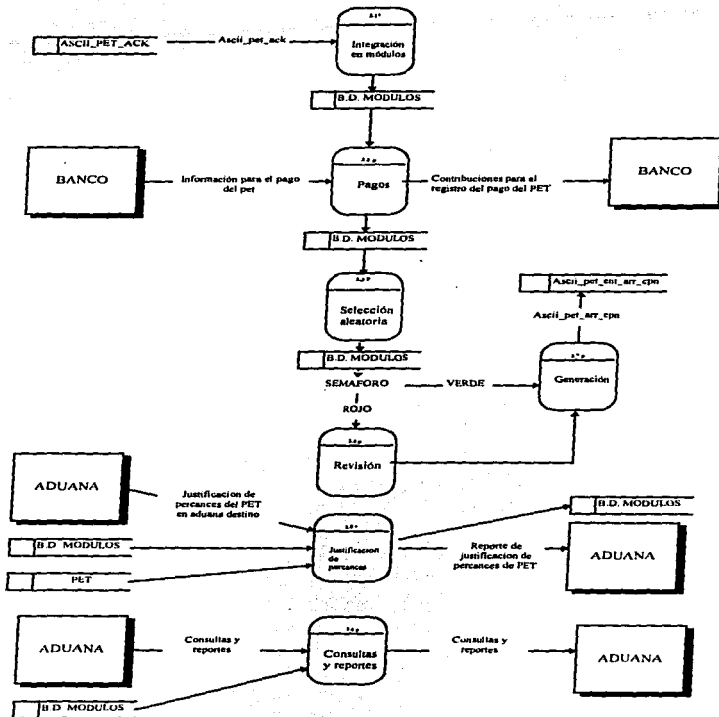 ASCII_PET_ACK
Ascii_pet_ack
Integración
en módulos
B.D. MODULOS
BANCO
Información para el pago
del pet
Pagos
Contribuciones para el
registro del pago del PET
BANCO
B.D. MODULOS
Selección
aleatoria
Ascii_pet_ent_arr_epn
Ascii_pet_arr_epn
B.D. MODULOS
SEMAFORO
VERDE
Generación
ROJO
Revisión
ADUANA
Justificacion de
percances del PET
en aduana destino
B.D. MODULOS
B.D. MODULOS
Justificacion
de
percances
Reporte de
justificacion de
percances de PET
ADUANA
PET
ADUANA
Consultas y
reportes
Consultas
y reportes
Consultas y
reportes
ADUANA
B.D. MODULOS